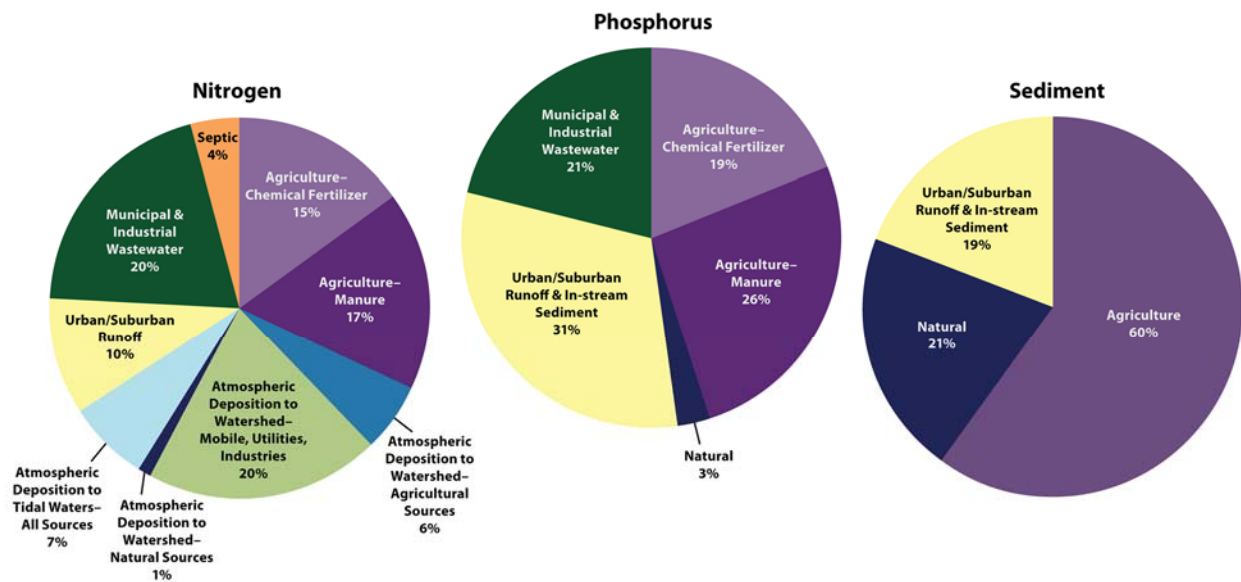 Nitrogen
Septic
4%
Agriculture–
Chemical Fertilizer
15%
Agriculture–
Manure
17%
Atmospheric
Deposition to
Watershed–
Agricultural
Sources
6%
Atmospheric
Deposition to
Watershed–
Mobile, Utilities,
Industries
20%
Atmospheric
Deposition to
Watershed–
Natural Sources
1%
Atmospheric
Deposition to
Tidal Waters–
All Sources
7%
Urban/Suburban
Runoff
10%
Municipal &
Industrial
Wastewater
20%
Phosphorus
Agriculture–
Chemical Fertilizer
19%
Agriculture–
Manure
26%
Natural
3%
Urban/Suburban
Runoff & In-stream
Sediment
31%
Municipal &
Industrial
Wastewater
21%
Sediment
Agriculture
60%
Natural
21%
Urban/Suburban
Runoff & In-stream
Sediment
19%